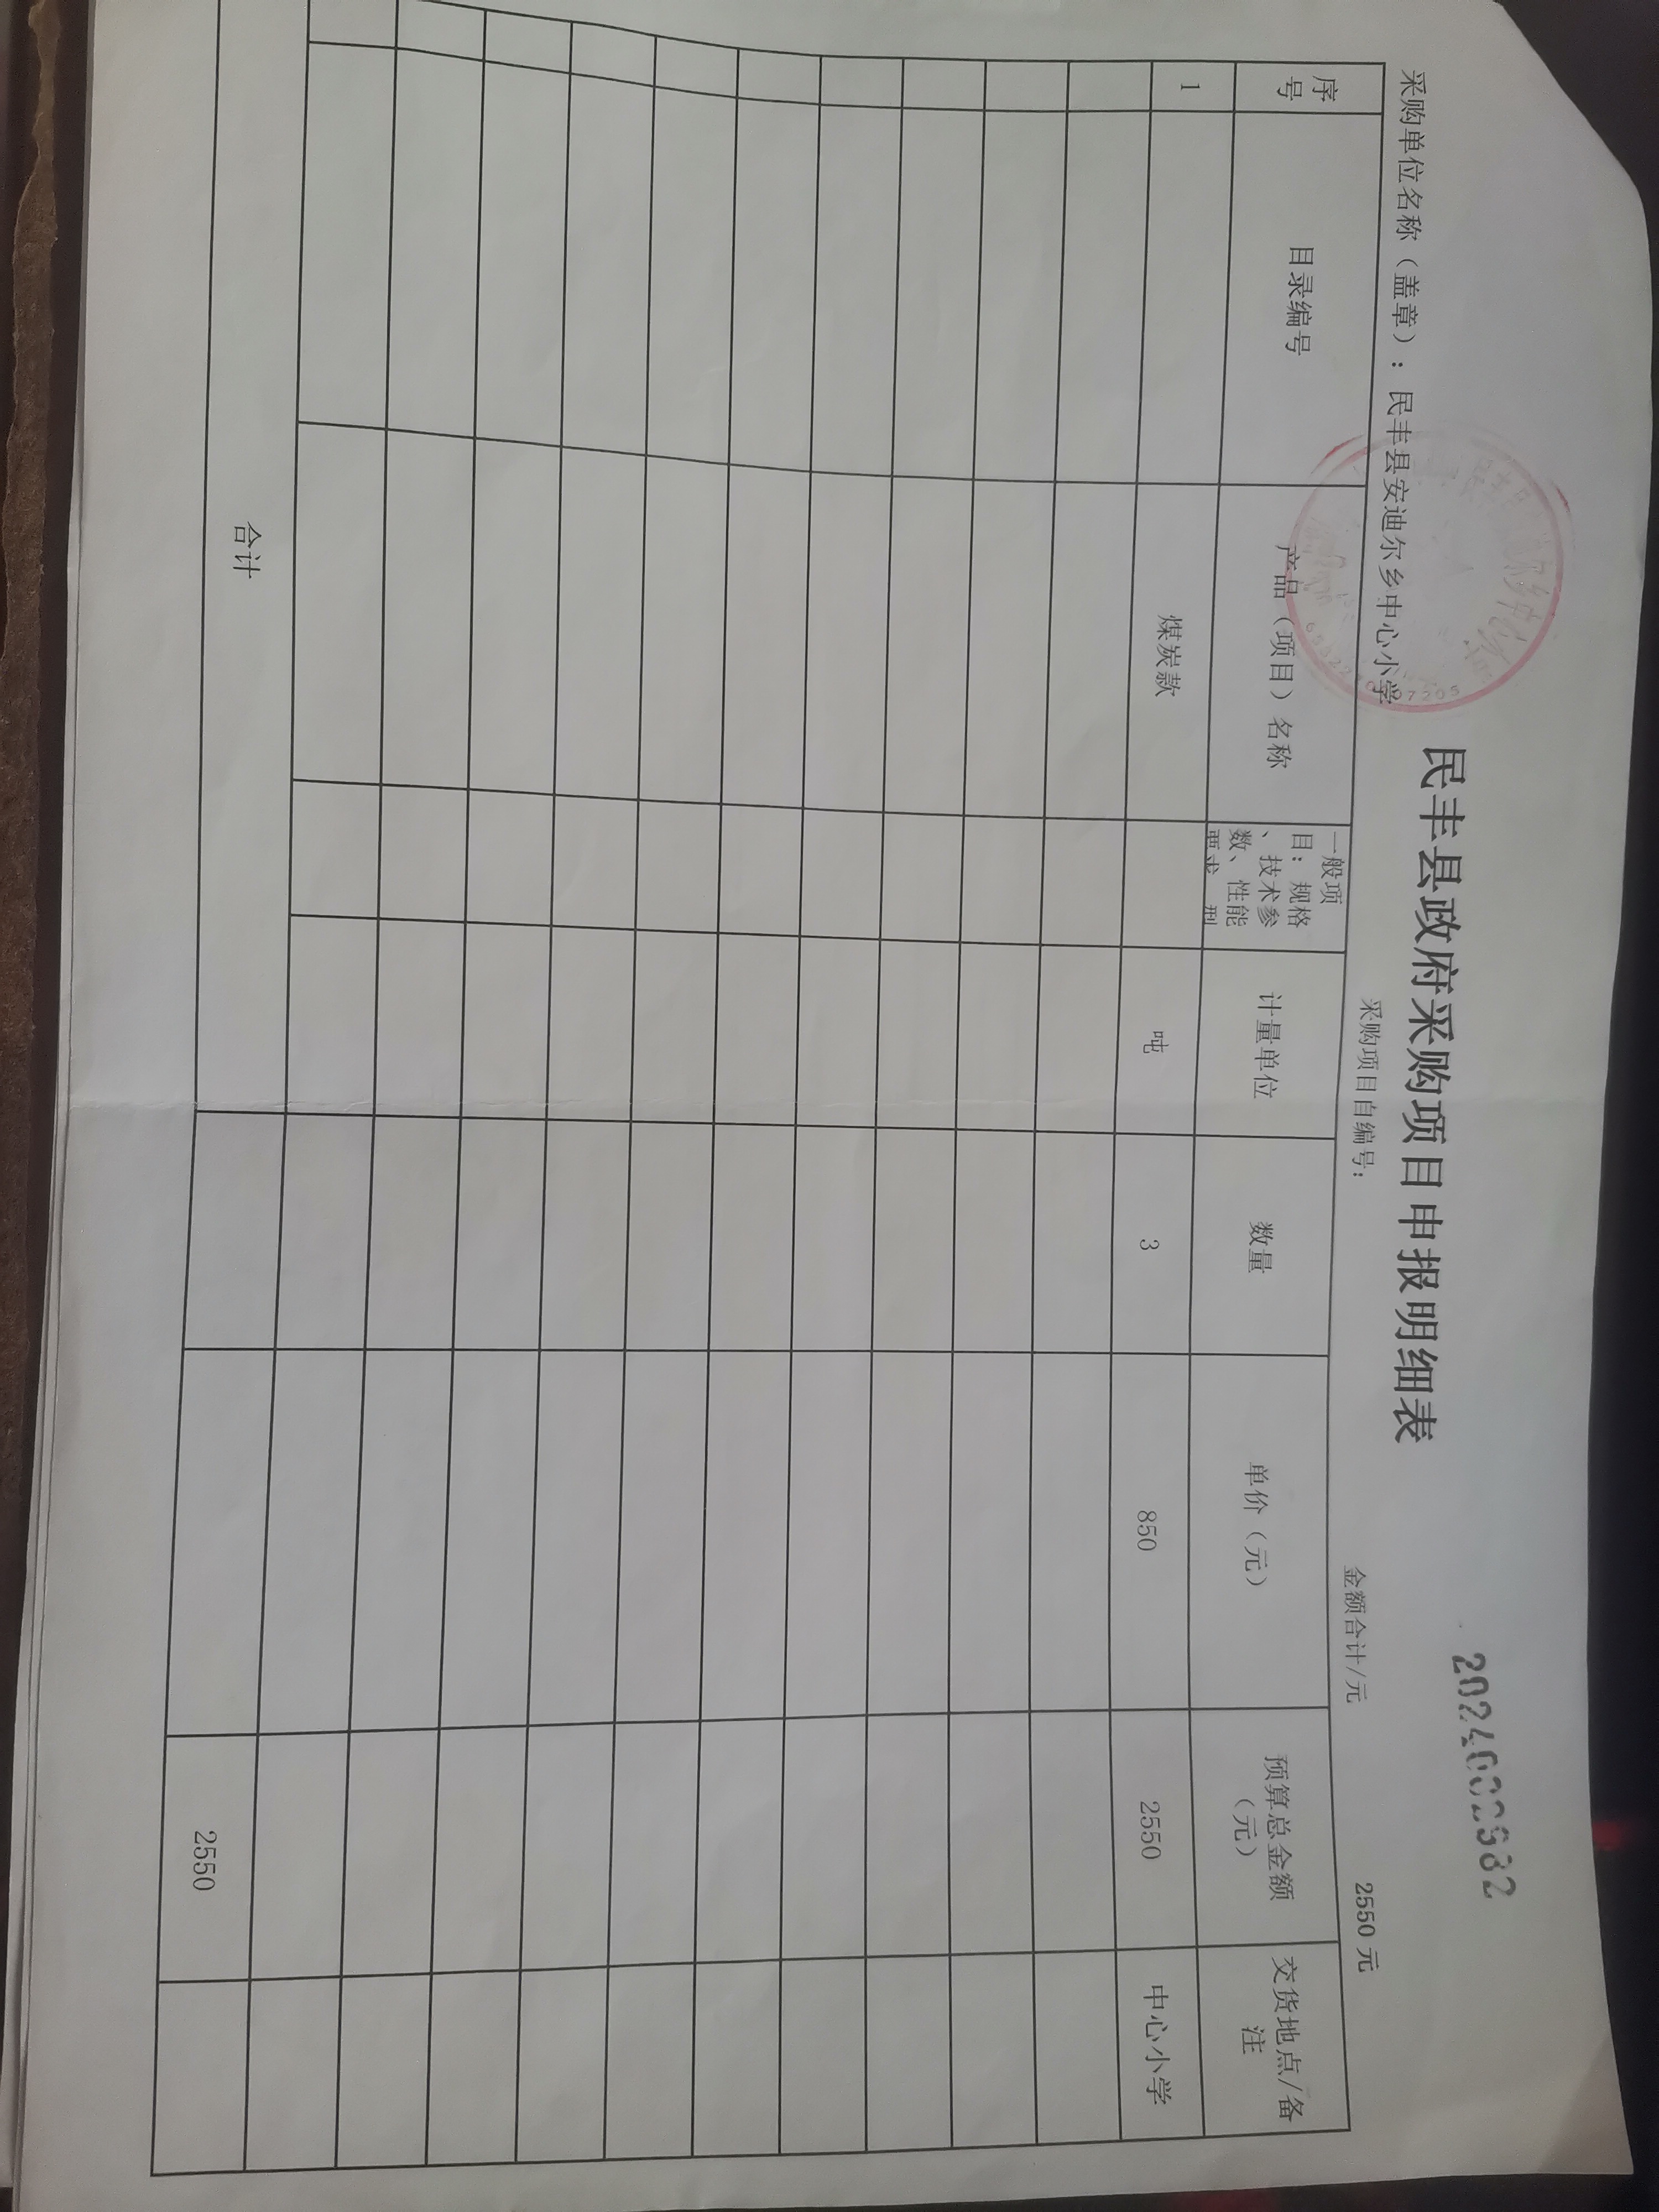 民丰县政府采购项目申报明细表
采购单位名称（盖章）：民丰县安迪尔乡中心小学
采购项目自编号：
金额合计/元
2550 元
序号
目录编号
产品（项目）名称
一般项
目：规格
、技术参
数、性能
要求
计量单位
数量
单价（元）
预算总金额
（元）
交货地点/备
注
1
煤炭款
吨
3
850
2550
中心小学
合计
2550